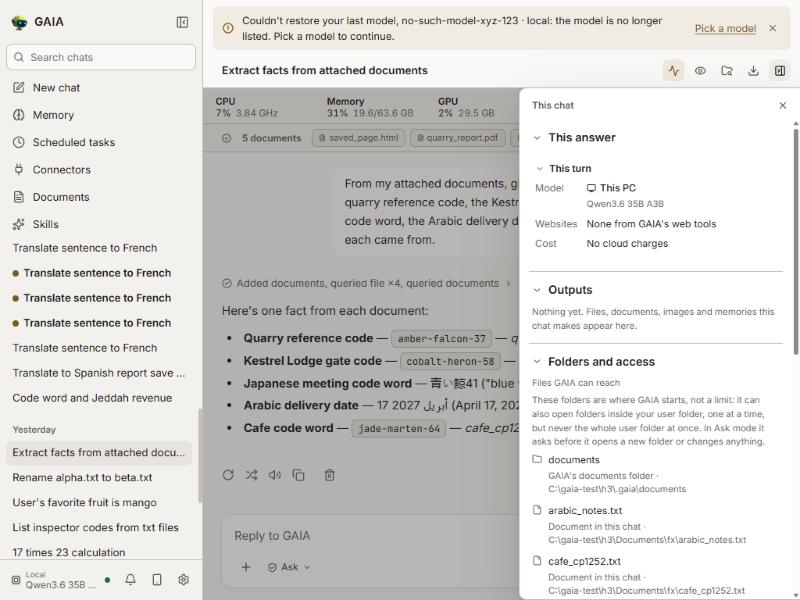 GAIA
Search chats
New chat
Memory
Scheduled tasks
Connectors
Documents
Skills
Translate sentence to French
Translate sentence to French
Translate sentence to French
Translate sentence to French
Translate sentence to French
Translate to Spanish report save ...
Code word and Jeddah revenue
Yesterday
Extract facts from attached docu...
Rename alpha.txt to beta.txt
User's favorite fruit is mango
List inspector codes from txt files
17 times 23 calculation
Local
Qwen3.6 35B ...
Couldn't restore your last model, no-such-model-xyz-123 · local: the model is no longer
listed. Pick a model to continue.
Pick a model
Extract facts from attached documents
CPU
7% 3.84 GHz
Memory
31% 19.6/63.6 GB
GPU
2% 29.5 GB
5 documents
saved_page.html
quarry_report.pdf
From my attached documents, gi
quarry reference code, the Kestr
code word, the Arabic delivery d
each came from.
Added documents, queried file ×4, queried documents
Here's one fact from each document:
Quarry reference code — amber-falcon-37 — q
Kestrel Lodge gate code — cobalt-heron-58 —
Japanese meeting code word — 青い鯨41 ("blue
Arabic delivery date — 17 أبريل 2027 (April 17, 202
Cafe code word — jade-marten-64 — cafe_cp12
Reply to GAIA
Ask
This chat
This answer
This turn
Model This PC
Qwen3.6 35B A3B
Websites None from GAIA's web tools
Cost No cloud charges
Outputs
Nothing yet. Files, documents, images and memories this
chat makes appear here.
Folders and access
Files GAIA can reach
These folders are where GAIA starts, not a limit: it can
also open folders inside your user folder, one at a time,
but never the whole user folder at once. In Ask mode it
asks before it opens a new folder or changes anything.
documents
GAIA's documents folder ·
C:\gaia-test\h3\.gaia\documents
arabic_notes.txt
Document in this chat ·
C:\gaia-test\h3\Documents\fx\arabic_notes.txt
cafe_cp1252.txt
Document in this chat ·
C:\gaia-test\h3\Documents\fx\cafe_cp1252.txt